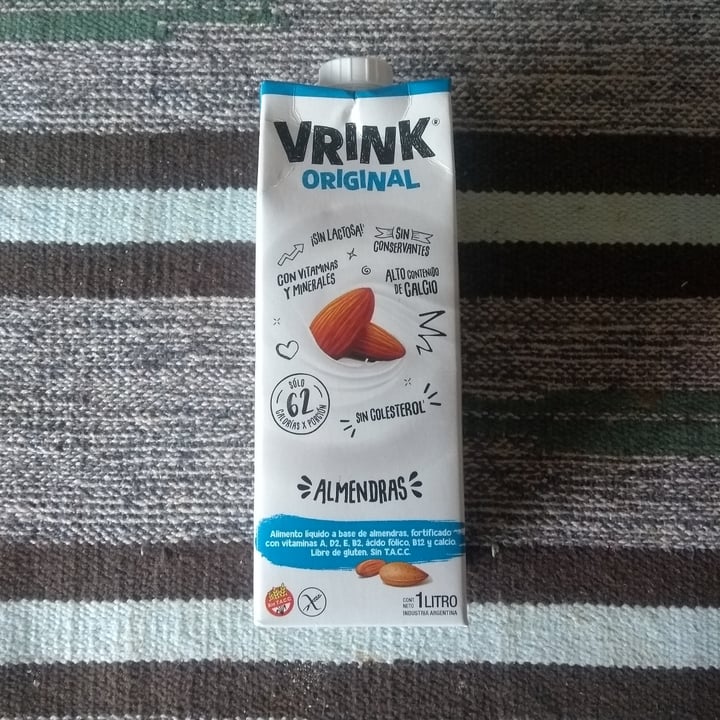 VRINK®
ORIGINAL
¡SIN LACTOSA!
SIN
CONSERVANTES
CON VITAMINAS
Y MINERALES
ALTO CONTENIDO
DE CALCIO
SÓLO
62
CALORÍAS X PORCIÓN
SIN COLESTEROL
ALMENDRAS
Alimento líquido a base de almendras, fortificado
con vitaminas A, D2, E, B2, ácido fólico, B12 y calcio.
Libre de gluten. Sin T.A.C.C.
Sin T.A.C.C.
CONT.
NETO
1 LITRO
INDUSTRIA ARGENTINA